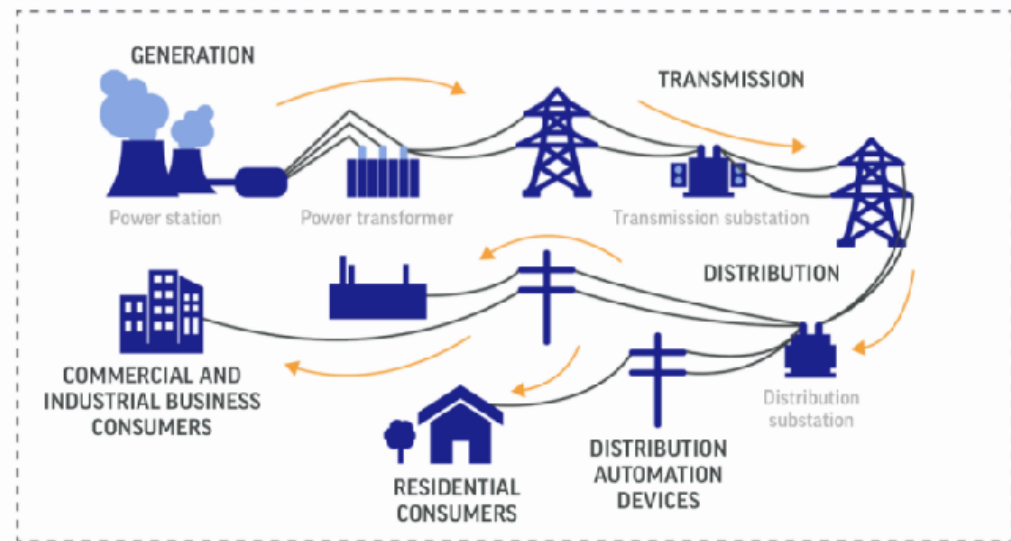 GENERATION
TRANSMISSION
Power station
Power transformer
Transmission substation
DISTRIBUTION
COMMERCIAL AND
INDUSTRIAL BUSINESS
CONSUMERS
Distribution
substation
DISTRIBUTION
AUTOMATION
DEVICES
RESIDENTIAL
CONSUMERS